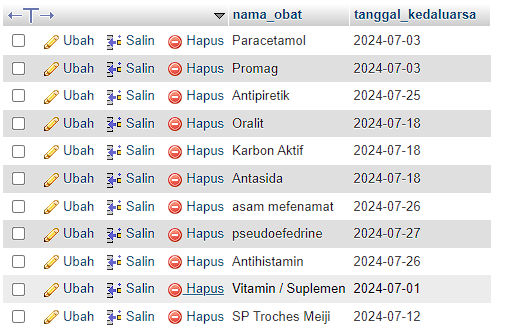 nama_obat tanggal_kedaluarsa
Ubah Salin Hapus Paracetamol 2024-07-03
Ubah Salin Hapus Promag 2024-07-03
Ubah Salin Hapus Antipiretik 2024-07-25
Ubah Salin Hapus Oralit 2024-07-18
Ubah Salin Hapus Karbon Aktif 2024-07-18
Ubah Salin Hapus Antasida 2024-07-18
Ubah Salin Hapus asam mefenamat 2024-07-26
Ubah Salin Hapus pseudoefedrine 2024-07-27
Ubah Salin Hapus Antihistamin 2024-07-26
Ubah Salin Hapus Vitamin / Suplemen 2024-07-01
Ubah Salin Hapus SP Troches Meiji 2024-07-12